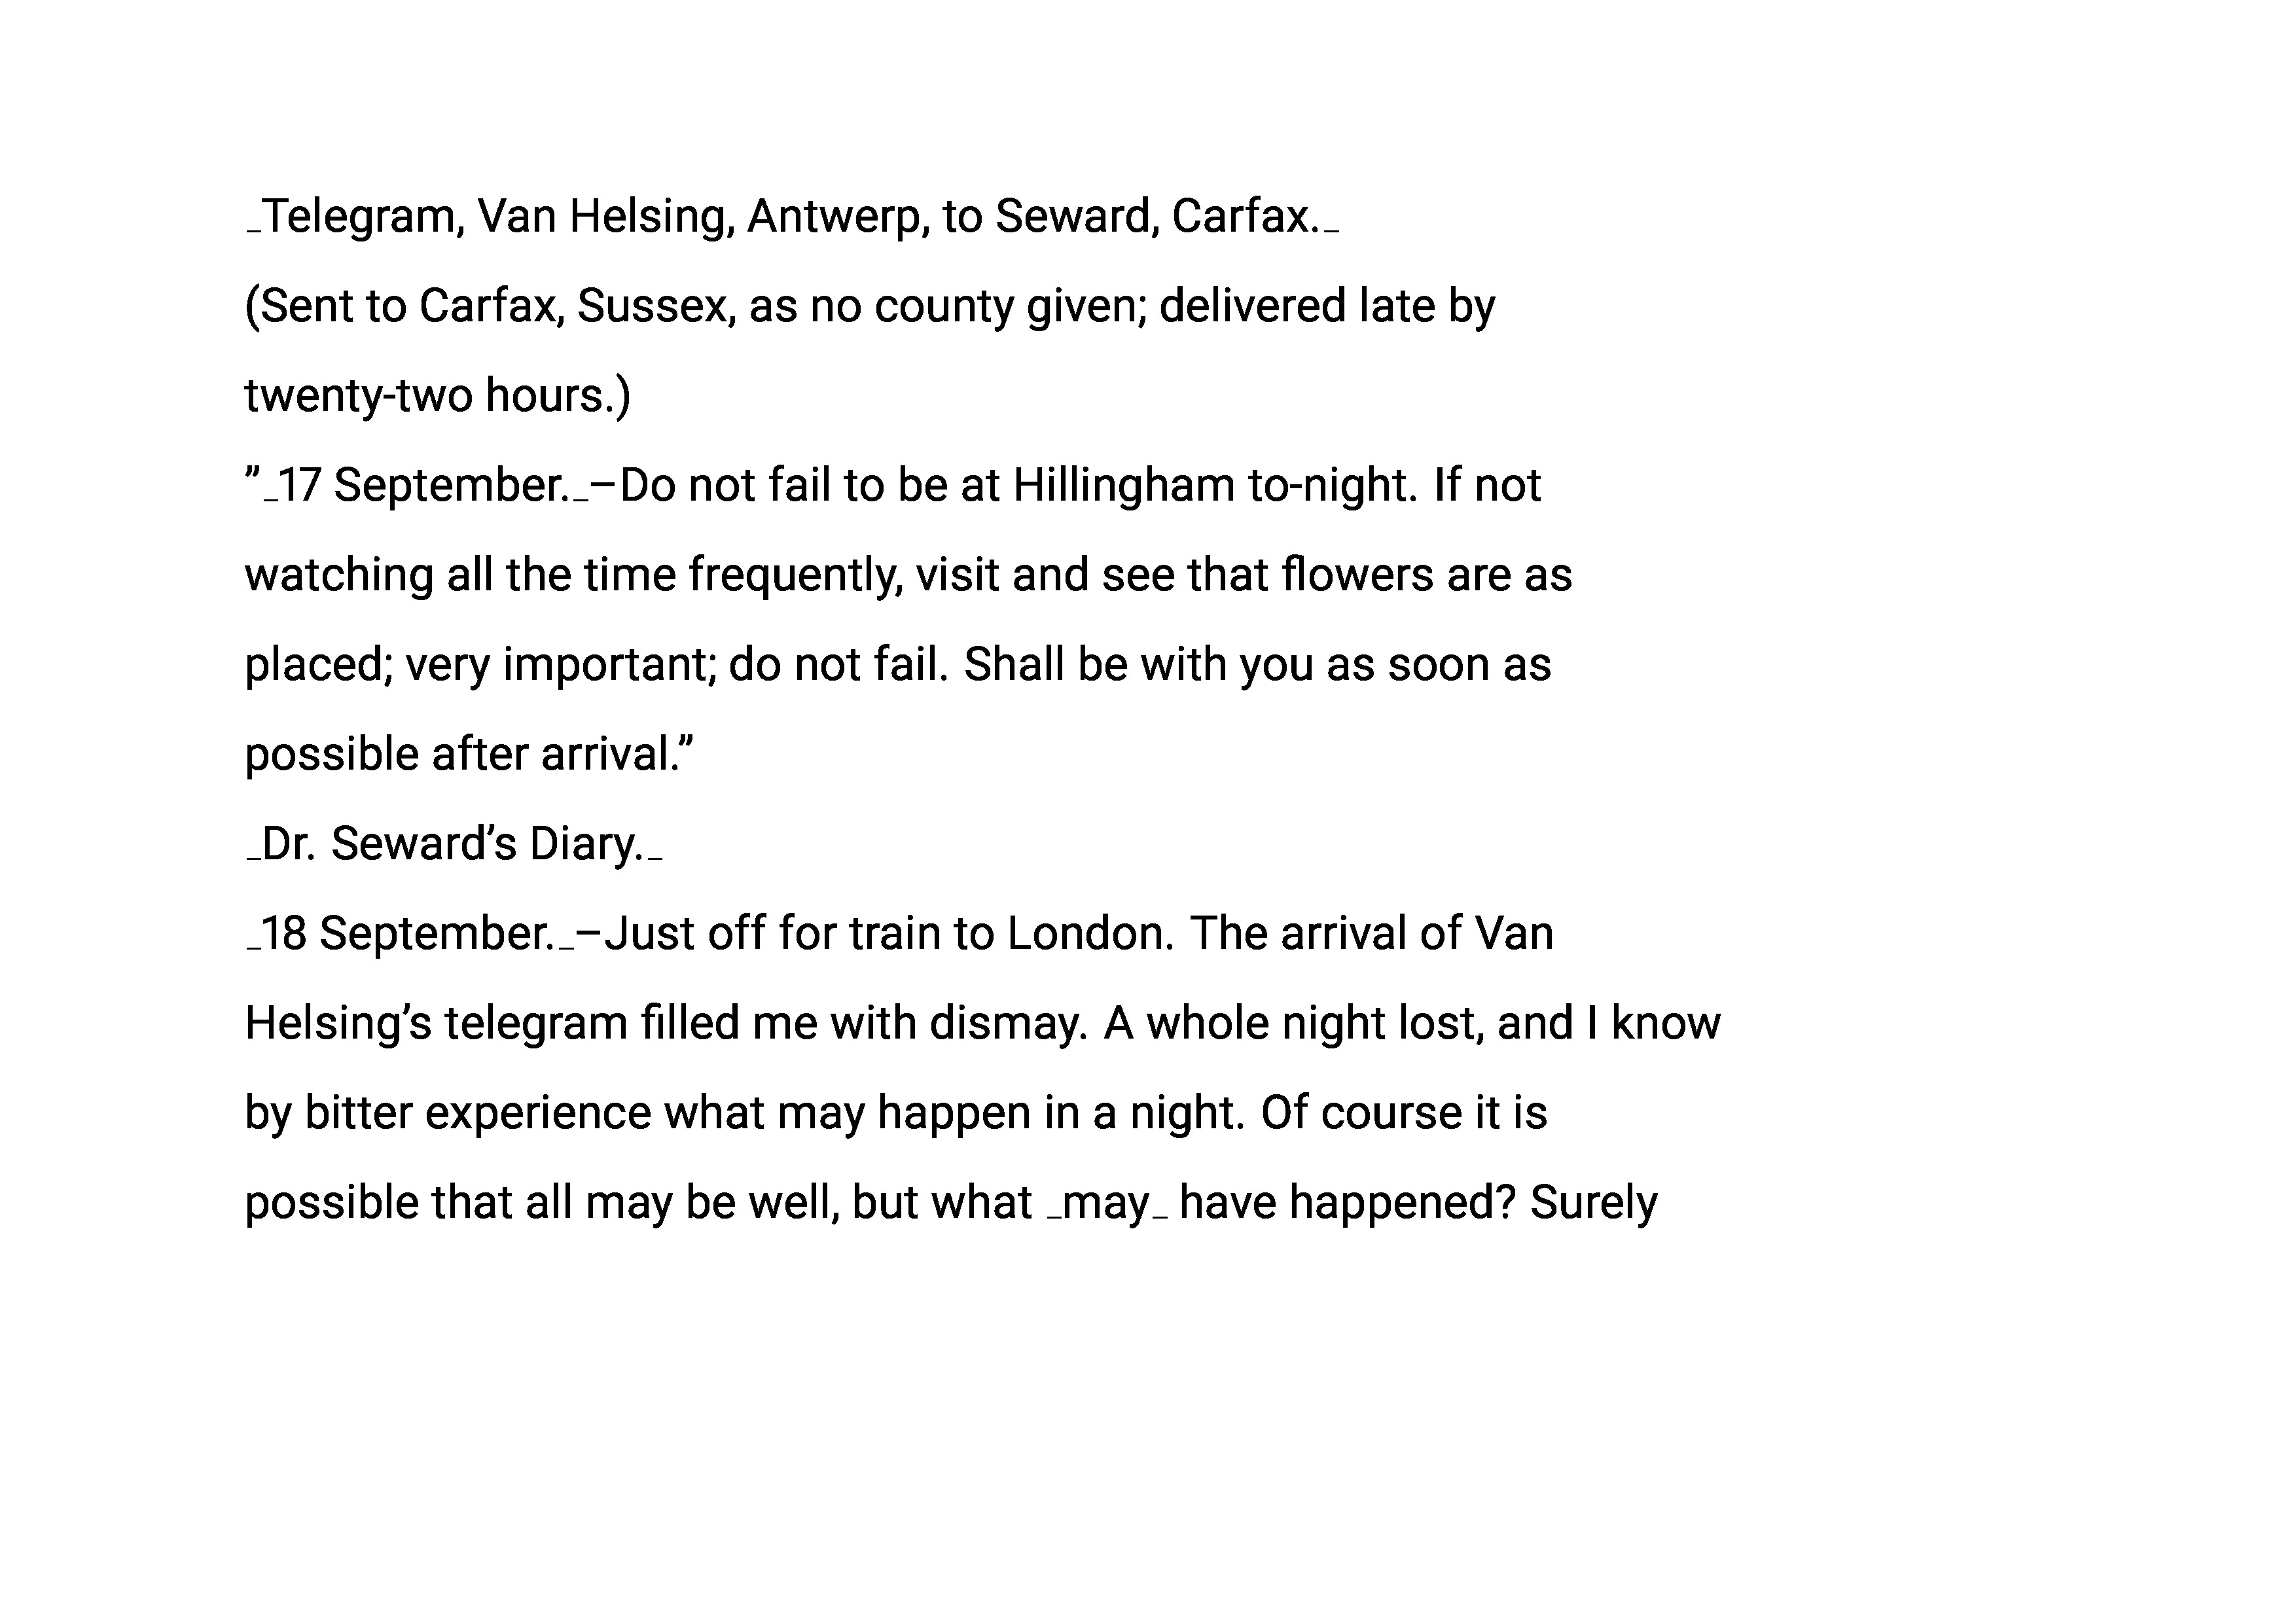 _Telegram, Van Helsing, Antwerp, to Seward, Carfax._
(Sent to Carfax, Sussex, as no county given; delivered late by
twenty-two hours.)
”_17 September._–Do not fail to be at Hillingham to-night. If not
watching all the time frequently, visit and see that flowers are as
placed; very important; do not fail. Shall be with you as soon as
possible after arrival.”
_Dr. Seward’s Diary._
_18 September._–Just off for train to London. The arrival of Van
Helsing’s telegram filled me with dismay. A whole night lost, and I know
by bitter experience what may happen in a night. Of course it is
possible that all may be well, but what _may_ have happened? Surely